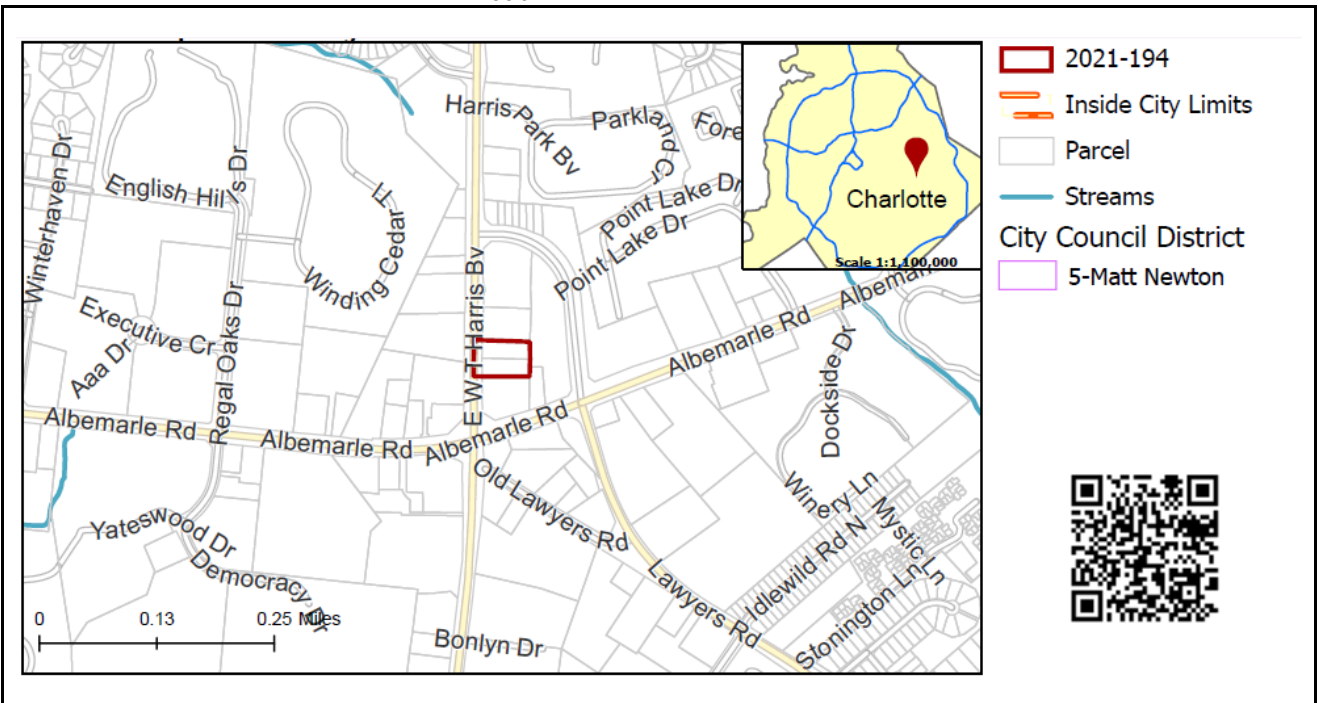 Harris Park Bv
Parkland Cr
Fore
Winterhaven Dr
English Hills Dr
Winding Cedar Tr
Point Lake Dr
Point Lake Dr
E W T Harris Bv
Executive Cr
Aaa Dr
Regal Oaks Dr
Albemarle Rd
Albemarle Rd
Albemarle Rd
Albemarle Rd
Albemar
Dockside Dr
Old Lawyers Rd
Winery Ln
Mystic Ln
Yateswood Dr
Democracy Dr
Lawyers Rd
Idlewild Rd N
Stonington Ln
Bonlyn Dr
0 0.13 0.25 Miles
Charlotte
Scale 1:1,100,000
2021-194
Inside City Limits
Parcel
Streams
City Council District
5-Matt Newton